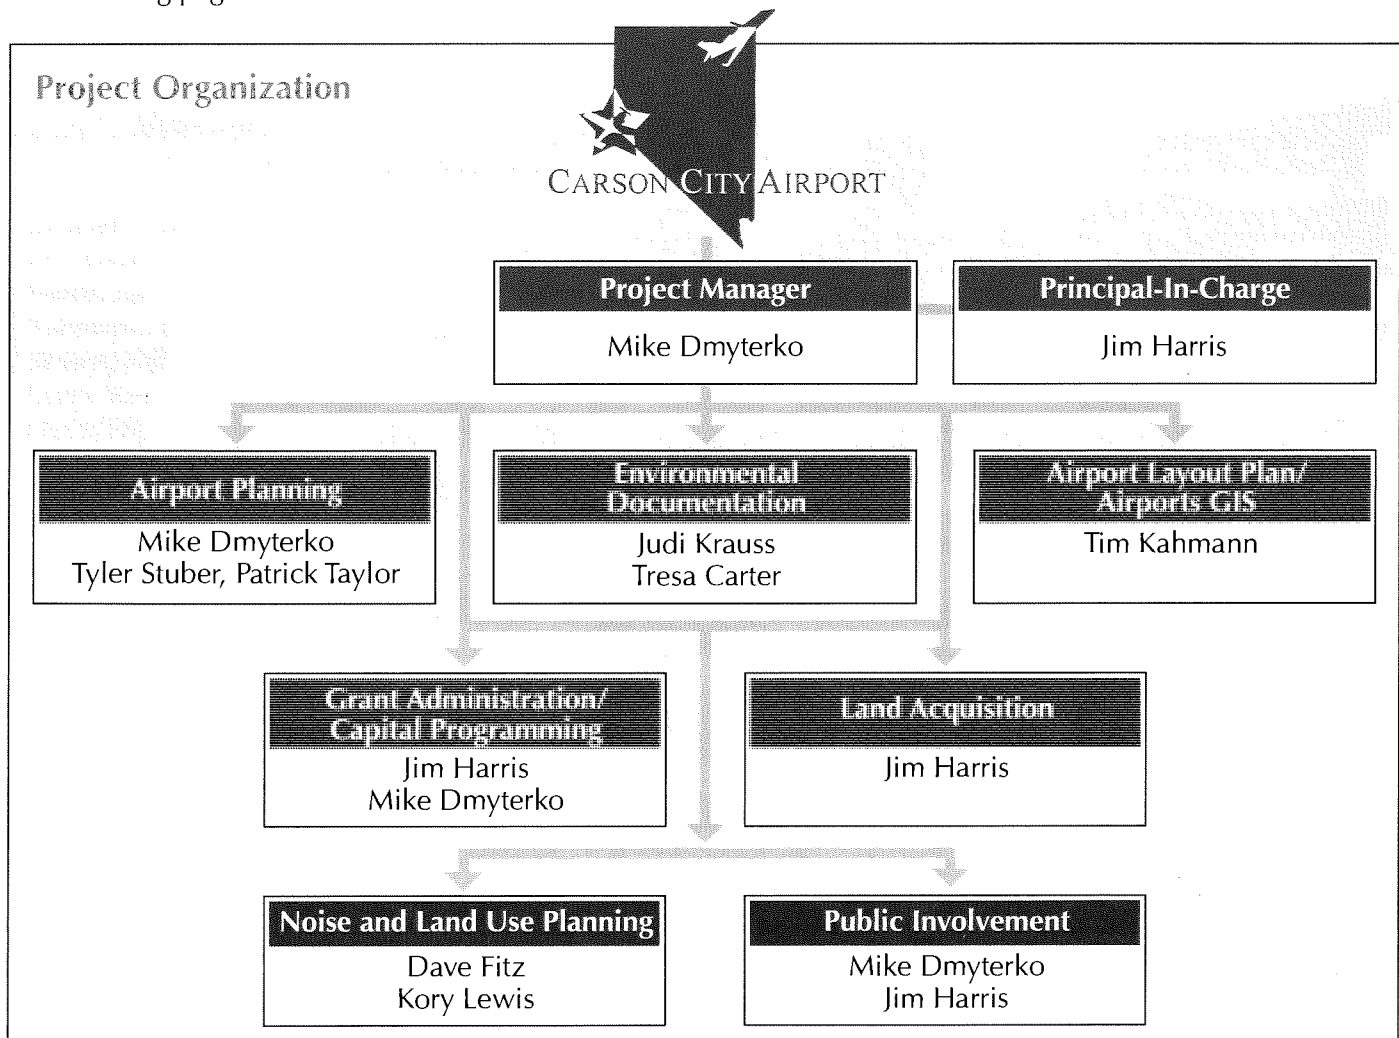 Project Organization
CARSON CITY AIRPORT
Project Manager
Mike Dmyterko
Principal-In-Charge
Jim Harris
Airport Planning
Mike Dmyterko
Tyler Stuber, Patrick Taylor
Environmental
Documentation
Judi Krauss
Tresa Carter
Airport Layout Plan/
Airports GIS
Tim Kahmann
Grant Administration/
Capital Programming
Jim Harris
Mike Dmyterko
Land Acquisition
Jim Harris
Noise and Land Use Planning
Dave Fitz
Kory Lewis
Public Involvement
Mike Dmyterko
Jim Harris